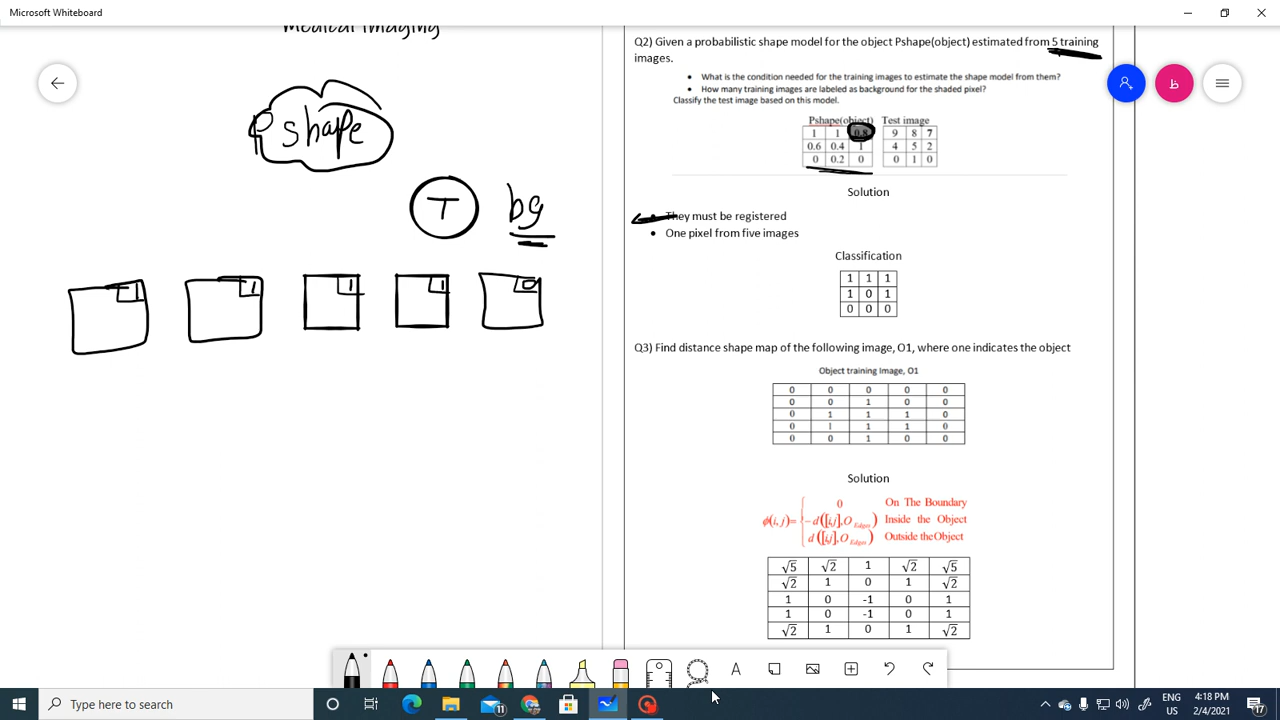 Microsoft Whiteboard
Medical Imaging
P shape
T bg
1 1 1 1 0
Q2) Given a probabilistic shape model for the object Pshape(object) estimated from 5 training
images.
• What is the condition needed for the training images to estimate the shape model from them?
• How many training images are labeled as background for the shaded pixel?
Classify the test image based on this model.
Pshape(object) Test image
1 1 0.8 9 8 7
0.6 0.4 1 4 5 2
0 0.2 0 0 1 0
Solution
• They must be registered
• One pixel from five images
Classification
1 1 1
1 0 1
0 0 0
Q3) Find distance shape map of the following image, O1, where one indicates the object
Object training Image, O1
0 0 0 0 0
0 0 1 0 0
0 1 1 1 0
0 1 1 1 0
0 0 1 0 0
Solution
ϕ(i, j)= { 0 On The Boundary
- d([i,j], O Edges) Inside the Object
d([i,j], O Edges) Outside theObject
√5 √2 1 √2 √5
√2 1 0 1 √2
1 0 -1 0 1
1 0 -1 0 1
√2 1 0 1 √2
A
Type here to search
11
ENG
US
4:18 PM
2/4/2021
17